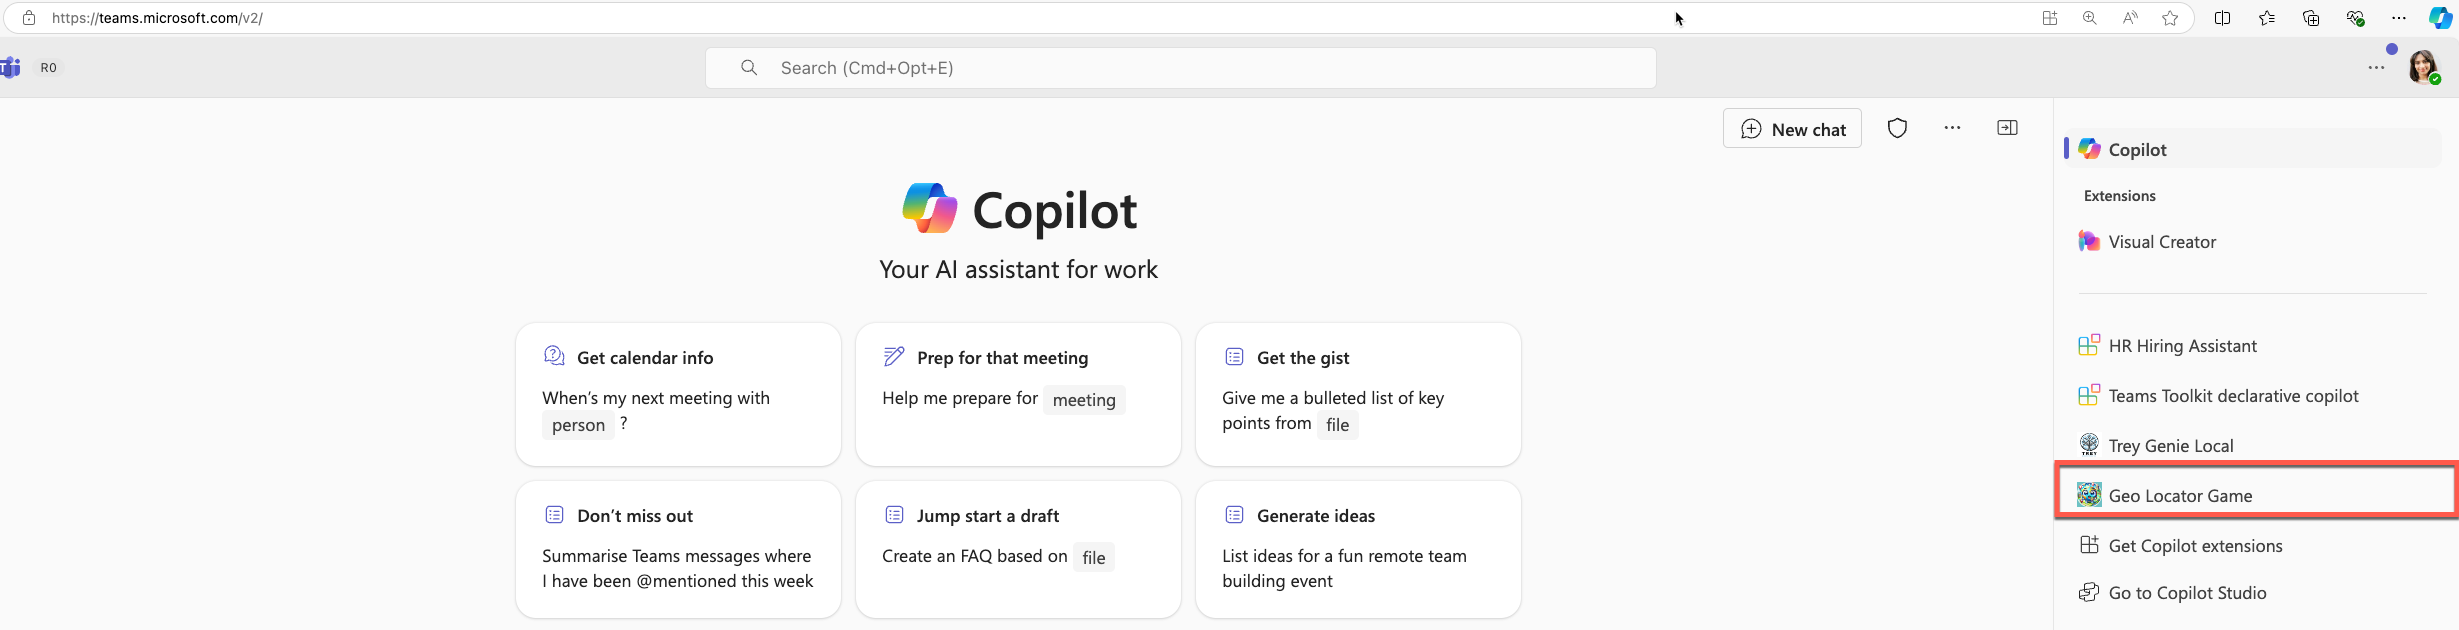 https://teams.microsoft.com/v2/
R0
Search (Cmd+Opt+E)
New chat
Copilot
Your AI assistant for work
Get calendar info
When's my next meeting with
person ?
Prep for that meeting
Help me prepare for meeting
Get the gist
Give me a bulleted list of key
points from file
Don't miss out
Summarise Teams messages where
I have been @mentioned this week
Jump start a draft
Create an FAQ based on file
Generate ideas
List ideas for a fun remote team
building event
Copilot
Extensions
Visual Creator
HR Hiring Assistant
Teams Toolkit declarative copilot
TREY
Trey Genie Local
Geo Locator Game
Get Copilot extensions
Go to Copilot Studio